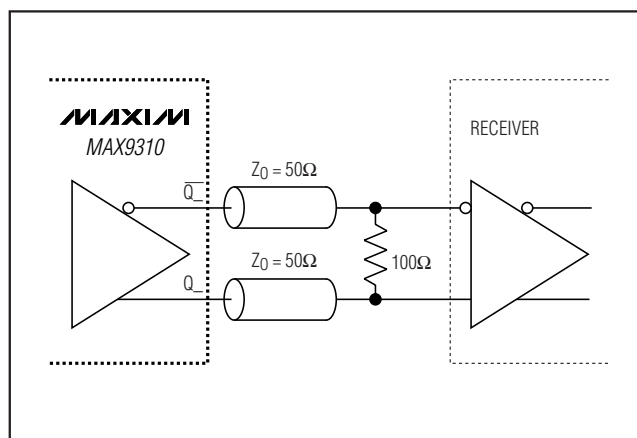 MAXIM
MAX9310
RECEIVER
Z₀ = 50Ω
Q̅_̅
100Ω
Z₀ = 50Ω
Q_